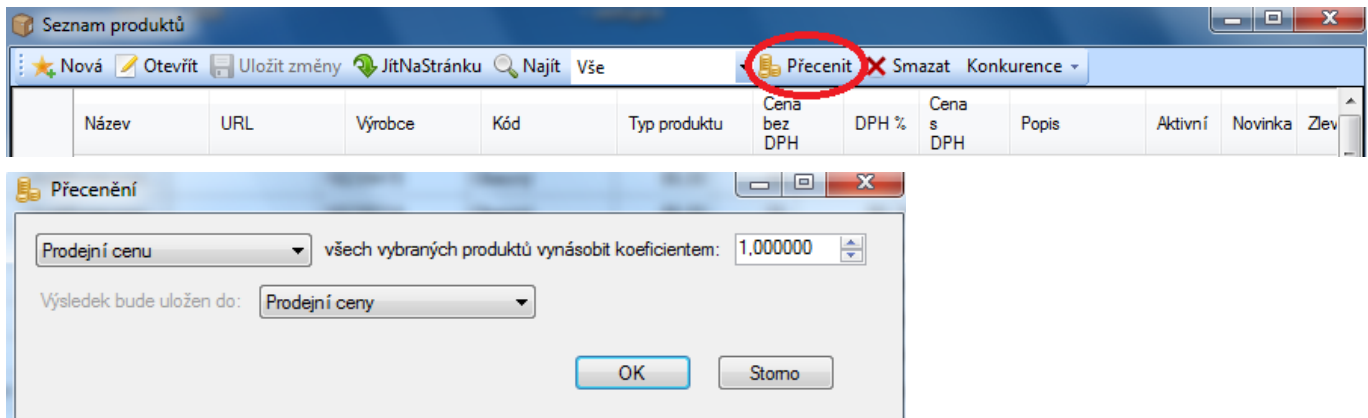 Seznam produktů
Nová Otevřít Uložit změny JítNaStránku Najít Vše Přecenit Smazat Konkurence
Název URL Výrobce Kód Typ produktu Cena bez DPH DPH % Cena s DPH Popis Aktivní Novinka Zlev
Přecenění
Prodejní cenu všech vybraných produktů vynásobit koeficientem: 1,000000
Výsledek bude uložen do: Prodejní ceny
OK Storno